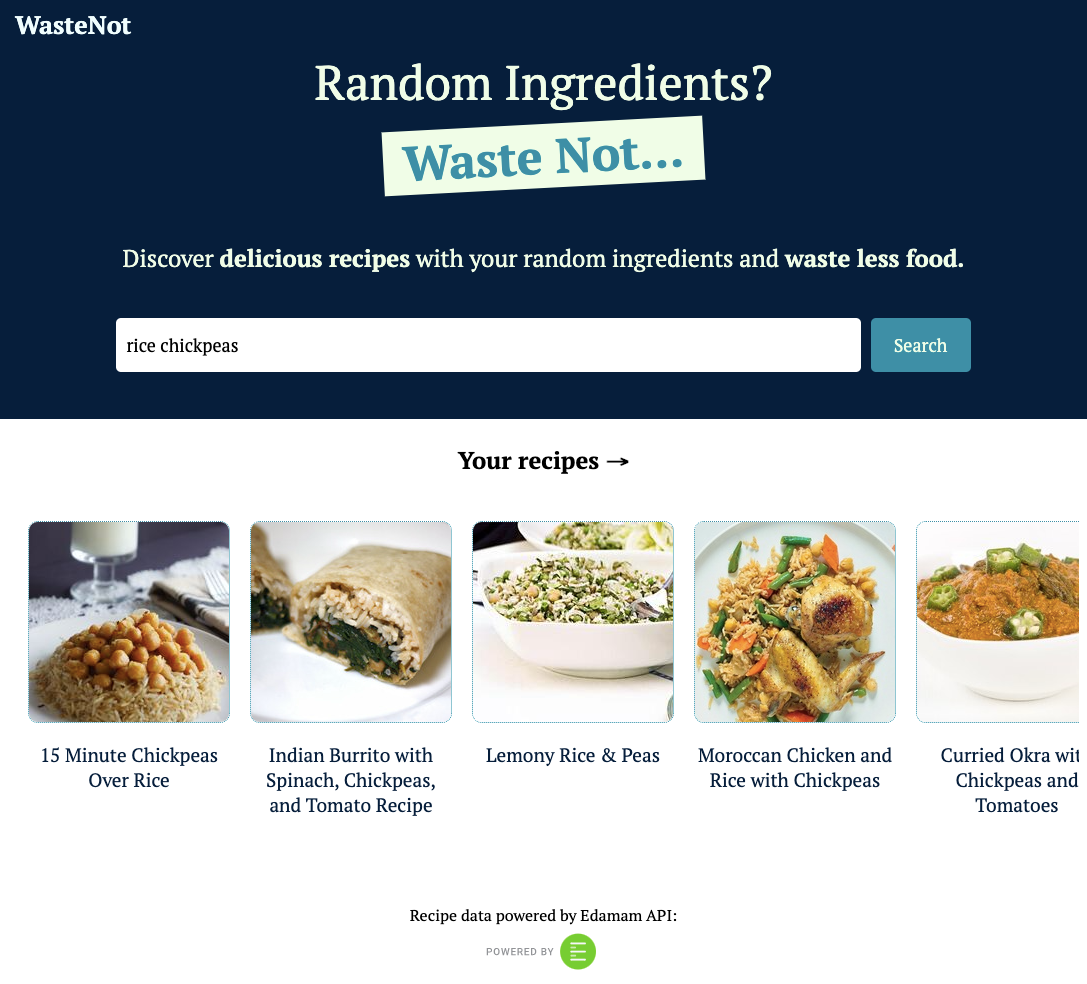 WasteNot
Random Ingredients?
Waste Not...
Discover delicious recipes with your random ingredients and waste less food.
rice chickpeas
Search
Your recipes →
15 Minute Chickpeas
Over Rice
Indian Burrito with
Spinach, Chickpeas,
and Tomato Recipe
Lemony Rice & Peas
Moroccan Chicken and
Rice with Chickpeas
Curried Okra wit
Chickpeas and
Tomatoes
Recipe data powered by Edamam API:
POWERED BY